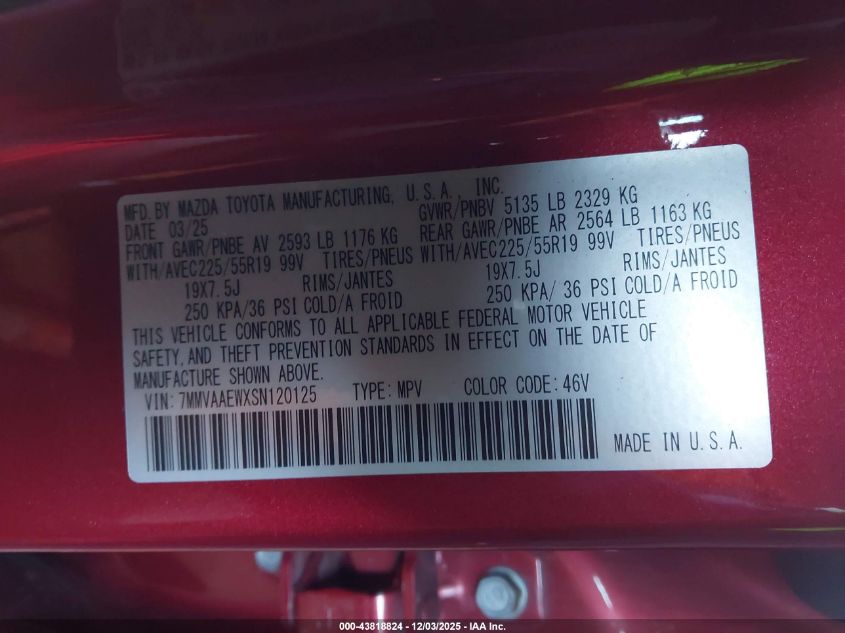 MFD. BY MAZDA TOYOTA MANUFACTURING, U.S.A., INC.
DATE 03/25 GVWR/PNBV 5135 LB 2329 KG
FRONT GAWR/PNBE AV 2593 LB 1176 KG REAR GAWR/PNBE AR 2564 LB 1163 KG
WITH/AVEC225/55R19 99V TIRES/PNEUS WITH/AVEC225/55R19 99V TIRES/PNEUS
19X7.5J RIMS/JANTES 19X7.5J RIMS/JANTES
250 KPA/36 PSI COLD/A FROID 250 KPA/ 36 PSI COLD/A FROID
THIS VEHICLE CONFORMS TO ALL APPLICABLE FEDERAL MOTOR VEHICLE
SAFETY,AND THEFT PREVENTION STANDARDS IN EFFECT ON THE DATE OF
MANUFACTURE SHOWN ABOVE.
VIN: 7MMVAAEWXSN120125 TYPE: MPV COLOR CODE: 46V
MADE IN U.S.A.
000-43818824 - 12/03/2025 - IAA Inc.